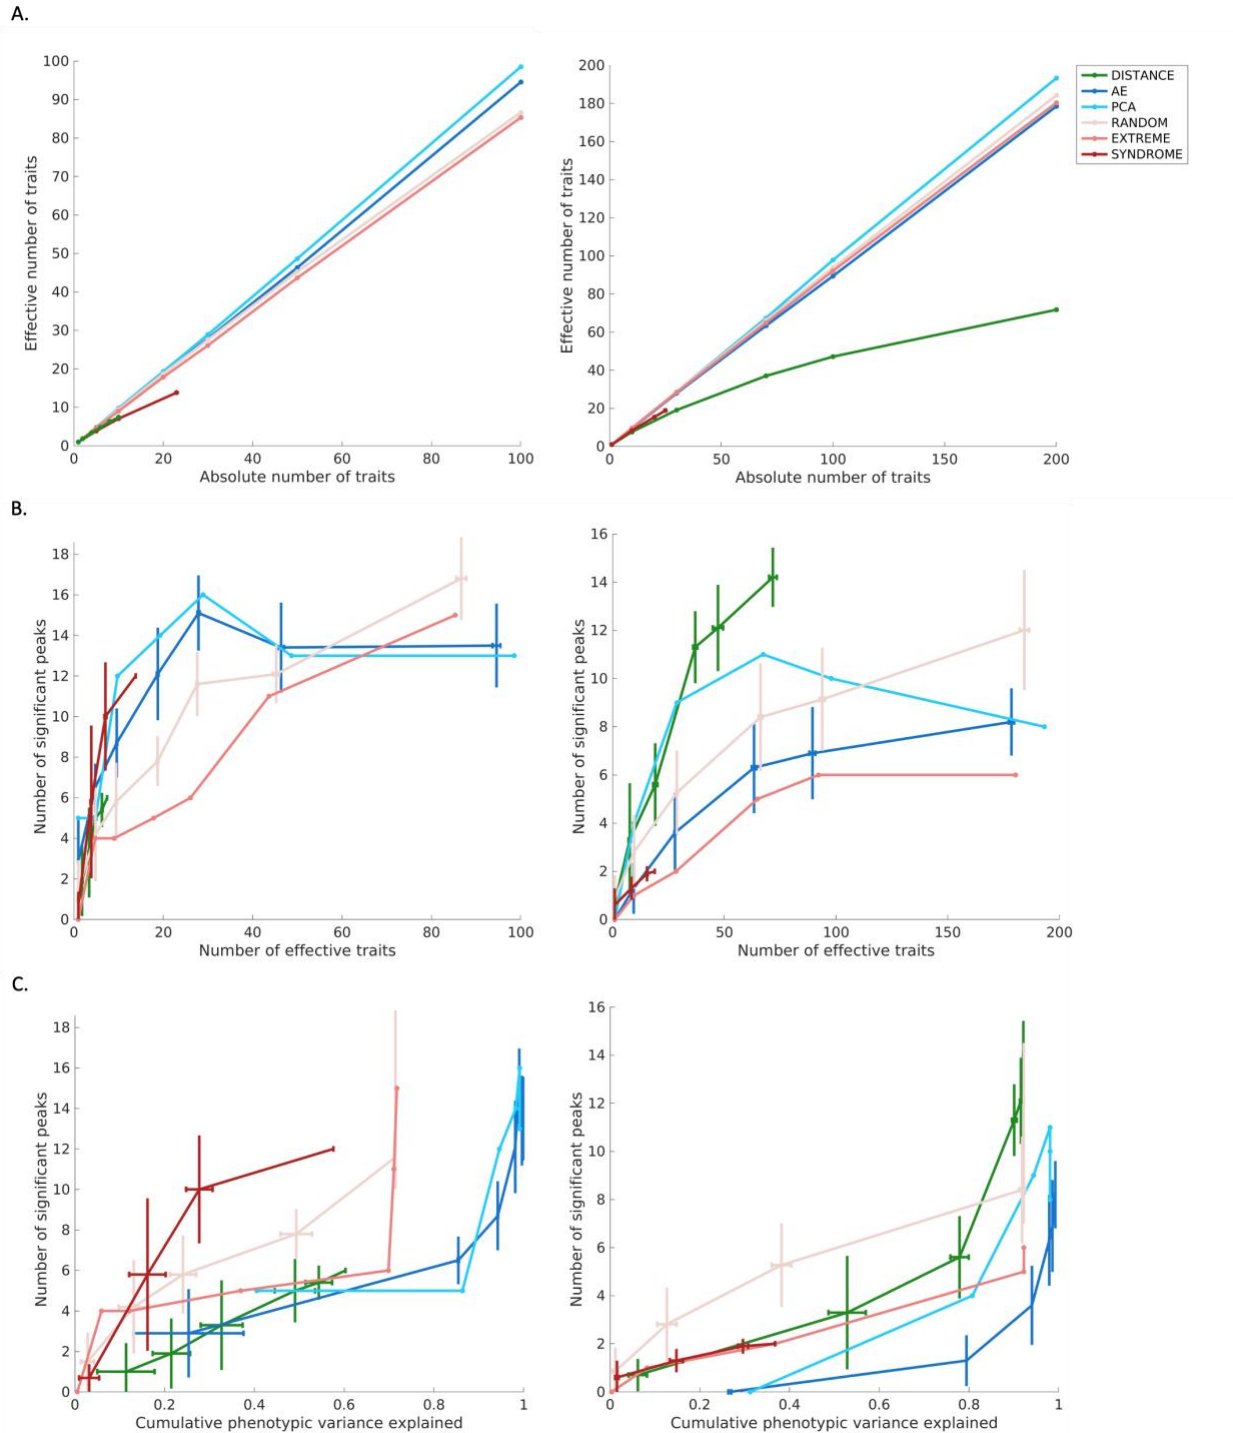 A.
100
90
80
70
60
50
40
30
20
10
0
Effective number of traits
0 20 40 60 80 100
Absolute number of traits
200
180
160
140
120
100
80
60
40
20
0
Effective number of traits
0 50 100 150 200
Absolute number of traits
DISTANCE
AE
PCA
RANDOM
EXTREME
SYNDROME
B.
18
16
14
12
10
8
6
4
2
0
Number of significant peaks
0 20 40 60 80 100
Number of effective traits
16
14
12
10
8
6
4
2
0
Number of significant peaks
0 50 100 150 200
Number of effective traits
C.
18
16
14
12
10
8
6
4
2
0
Number of significant peaks
0 0.2 0.4 0.6 0.8 1
Cumulative phenotypic variance explained
16
14
12
10
8
6
4
2
0
Number of significant peaks
0 0.2 0.4 0.6 0.8 1
Cumulative phenotypic variance explained